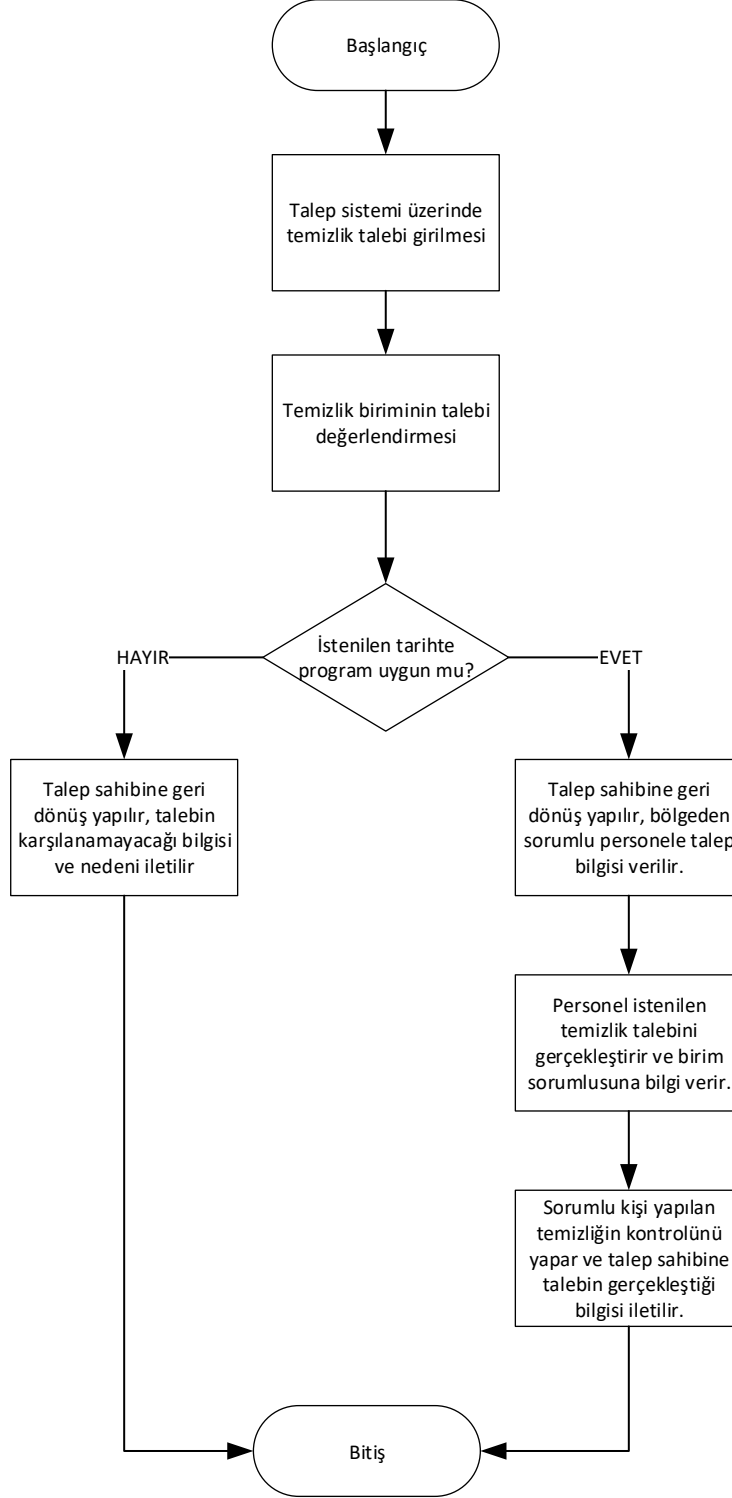 Başlangıç
Talep sistemi üzerinde
temizlik talebi girilmesi
Temizlik biriminin talebi
değerlendirmesi
İstenilen tarihte
program uygun mu?
HAYIR
EVET
Talep sahibine geri
dönüş yapılır, talebin
karşılanamayacağı bilgisi
ve nedeni iletilir
Talep sahibine geri
dönüş yapılır, bölgeden
sorumlu personele talep
bilgisi verilir.
Personel istenilen
temizlik talebini
gerçekleştirir ve birim
sorumlusuna bilgi verir.
Sorumlu kişi yapılan
temizliğin kontrolünü
yapar ve talep sahibine
talebin gerçekleştiği
bilgisi iletilir.
Bitiş